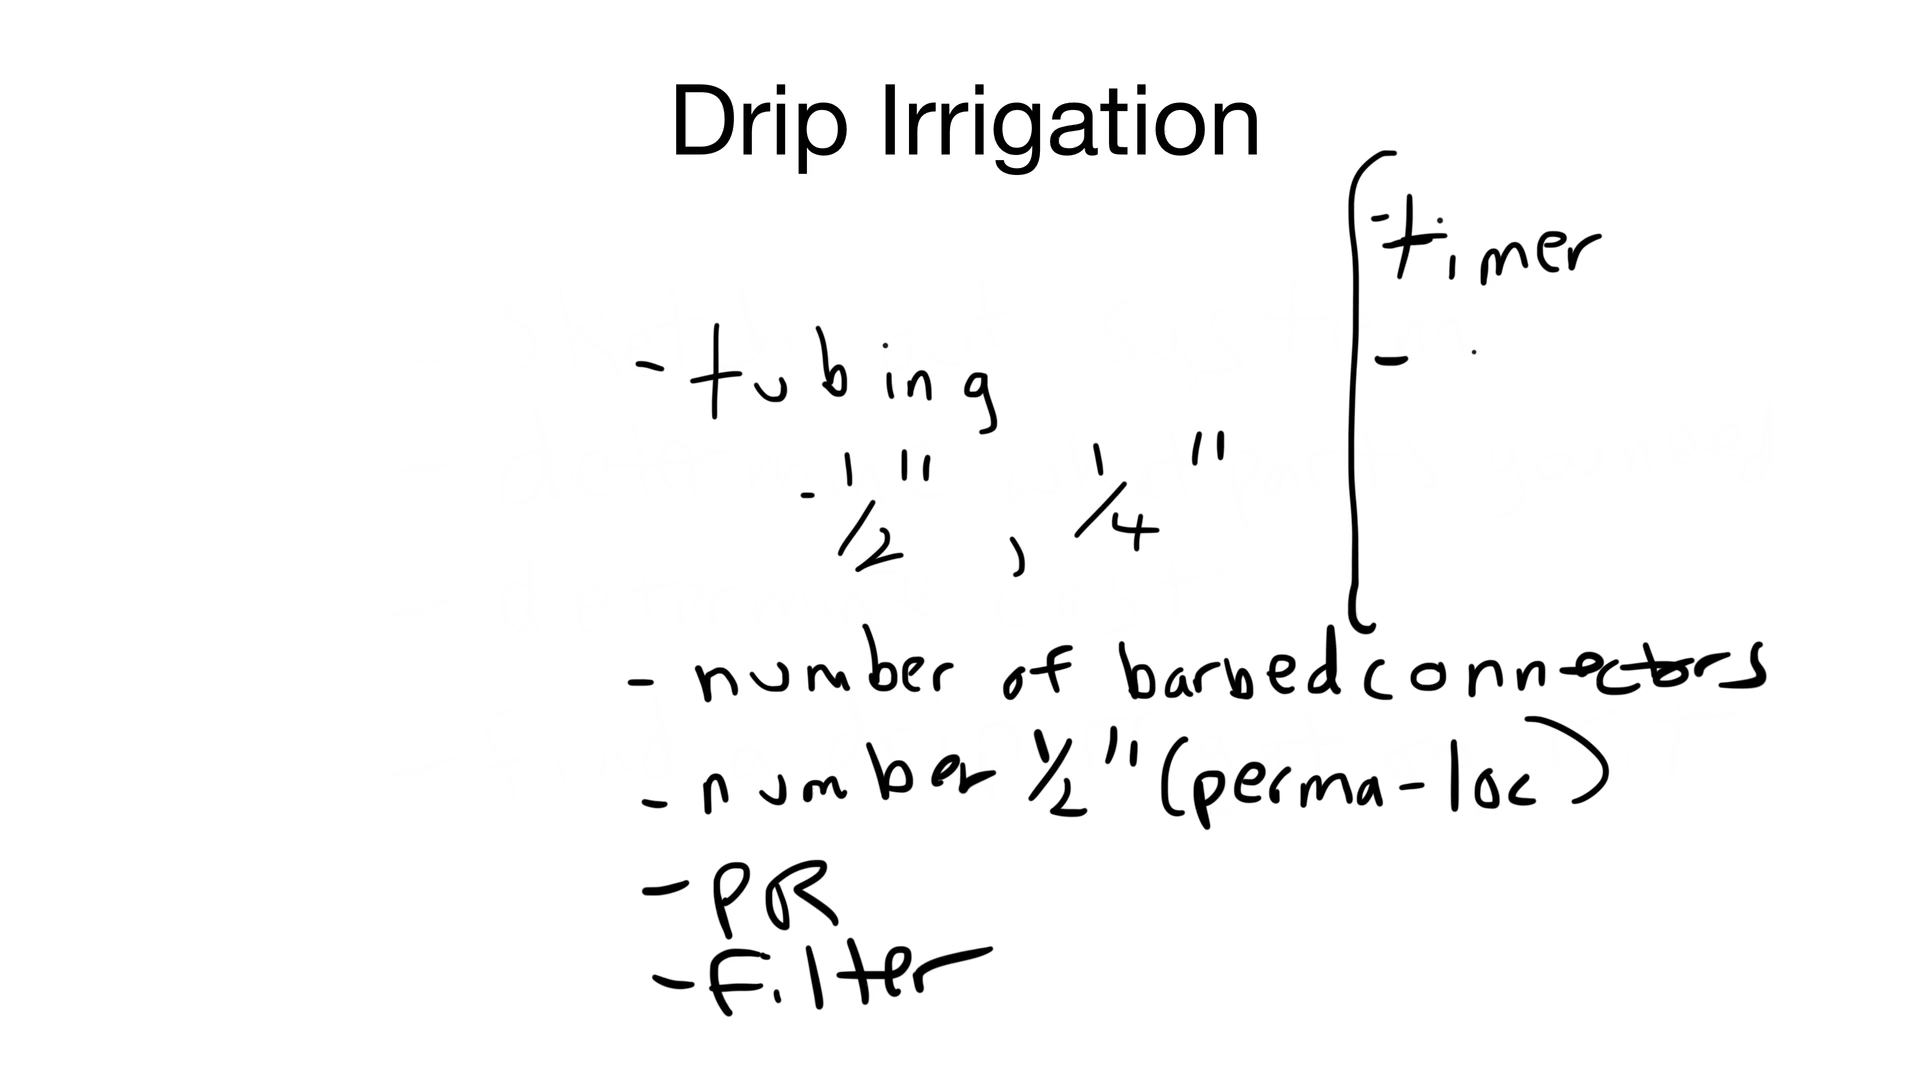 Drip Irrigation
- timer
-
- tubing
- 1/2" , 1/4"
- number of barbed connectors
- number 1/2" (perma-loc)
- PR
- Filter